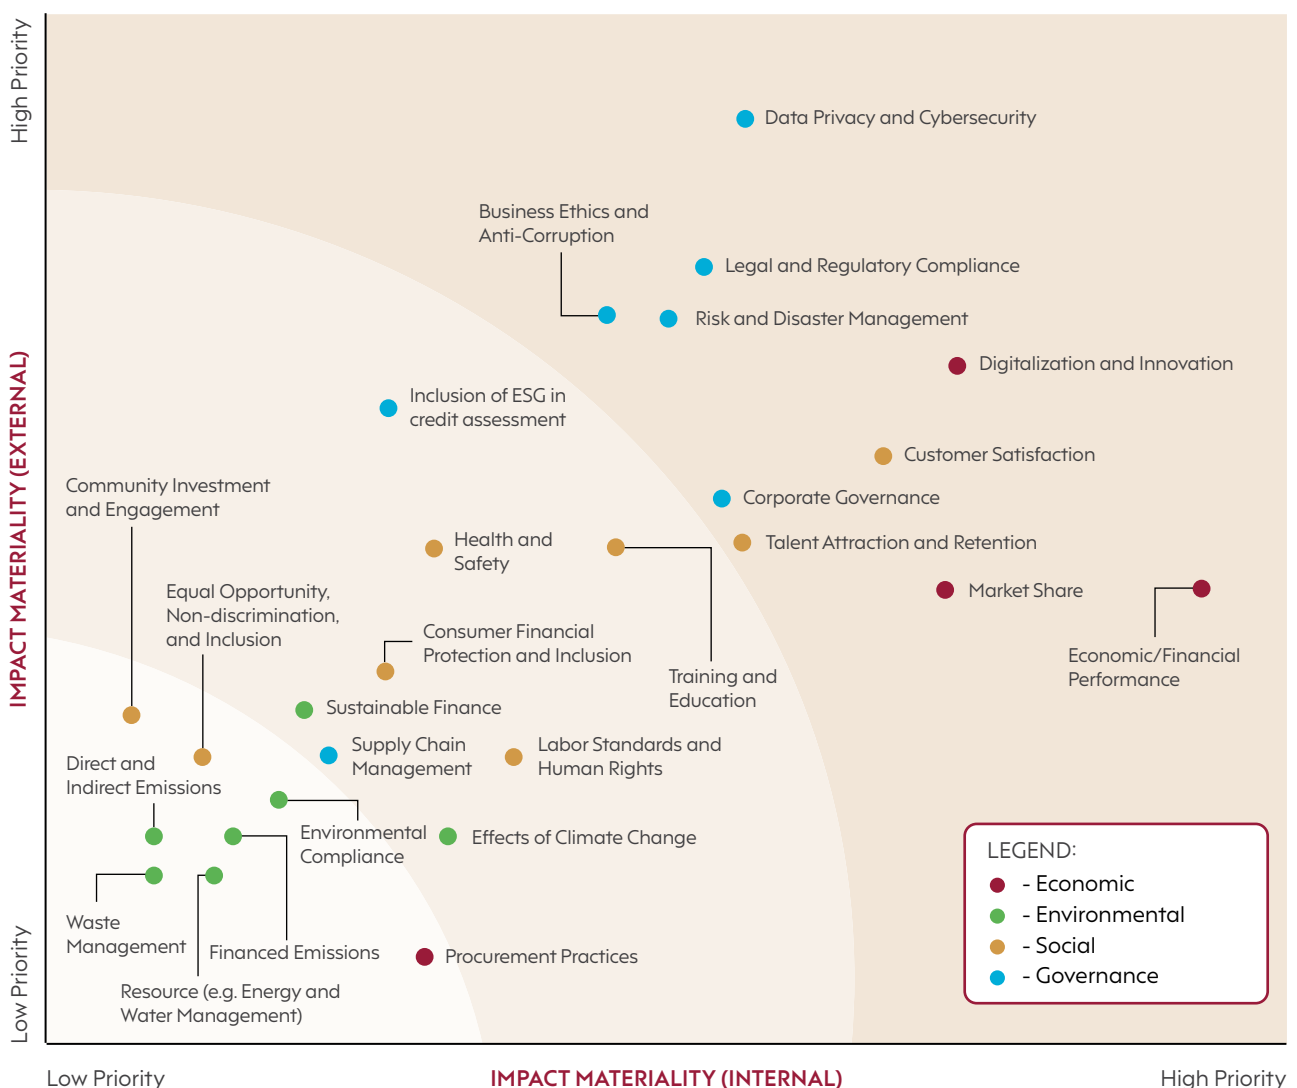 High Priority
Data Privacy and Cybersecurity
Business Ethics and
Anti-Corruption
Legal and Regulatory Compliance
Risk and Disaster Management
Digitalization and Innovation
Inclusion of ESG in
credit assessment
Customer Satisfaction
Community Investment
and Engagement
Corporate Governance
Health and
Safety
Talent Attraction and Retention
Equal Opportunity,
Non-discrimination,
and Inclusion
Market Share
Consumer Financial
Protection and Inclusion
Economic/Financial
Performance
Training and
Education
Sustainable Finance
Supply Chain
Management
Labor Standards and
Human Rights
Direct and
Indirect Emissions
Environmental
Compliance
Effects of Climate Change
Waste
Management
Financed Emissions
Procurement Practices
Resource (e.g. Energy and
Water Management)
LEGEND:
- Economic
- Environmental
- Social
- Governance
IMPACT MATERIALITY (EXTERNAL)
Low Priority
Low Priority
IMPACT MATERIALITY (INTERNAL)
High Priority